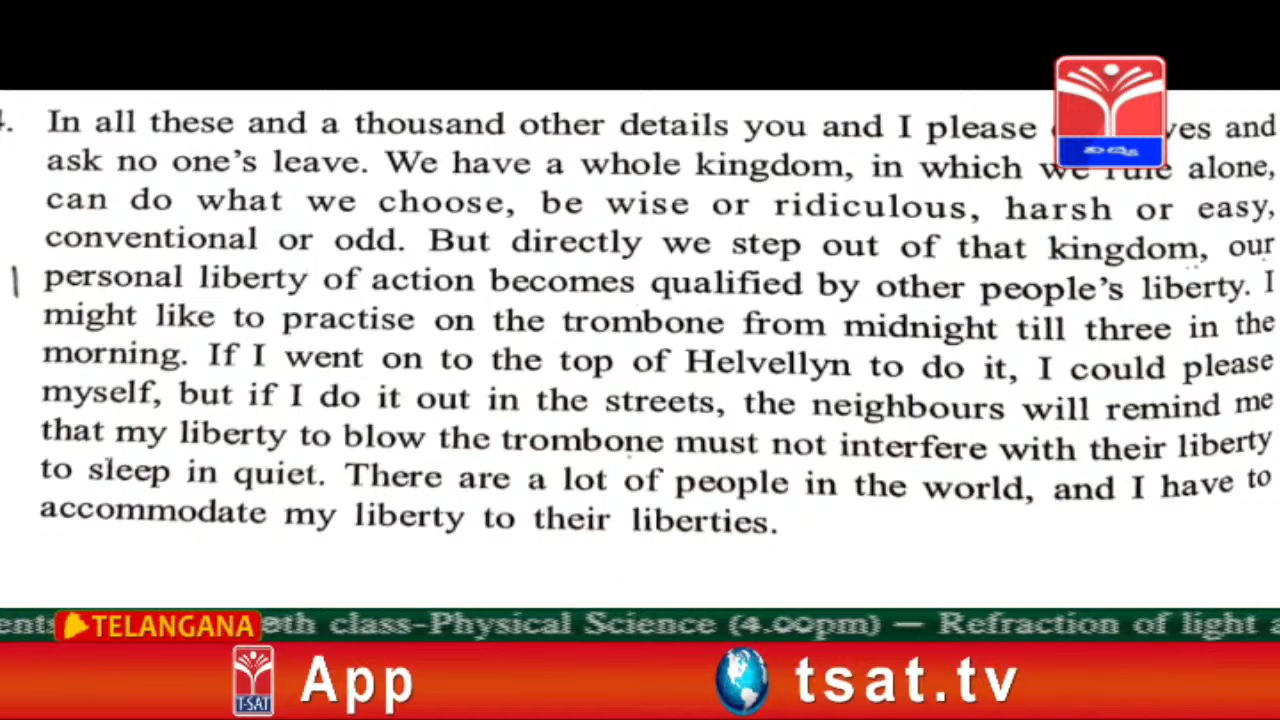 4. In all these and a thousand other details you and I please and
ask no one's leave. We have a whole kingdom, in which we rule alone,
can do what we choose, be wise or ridiculous, harsh or easy,
conventional or odd. But directly we step out of that kingdom, our
personal liberty of action becomes qualified by other people's liberty. I
might like to practise on the trombone from midnight till three in the
morning. If I went on to the top of Helvellyn to do it, I could please
myself, but if I do it out in the streets, the neighbours will remind me
that my liberty to blow the trombone must not interfere with their liberty
to sleep in quiet. There are a lot of people in the world, and I have to
accommodate my liberty to their liberties.
TELANGANA th class-Physical Science (4.00pm) – Refraction of light
T-SAT App tsat.tv